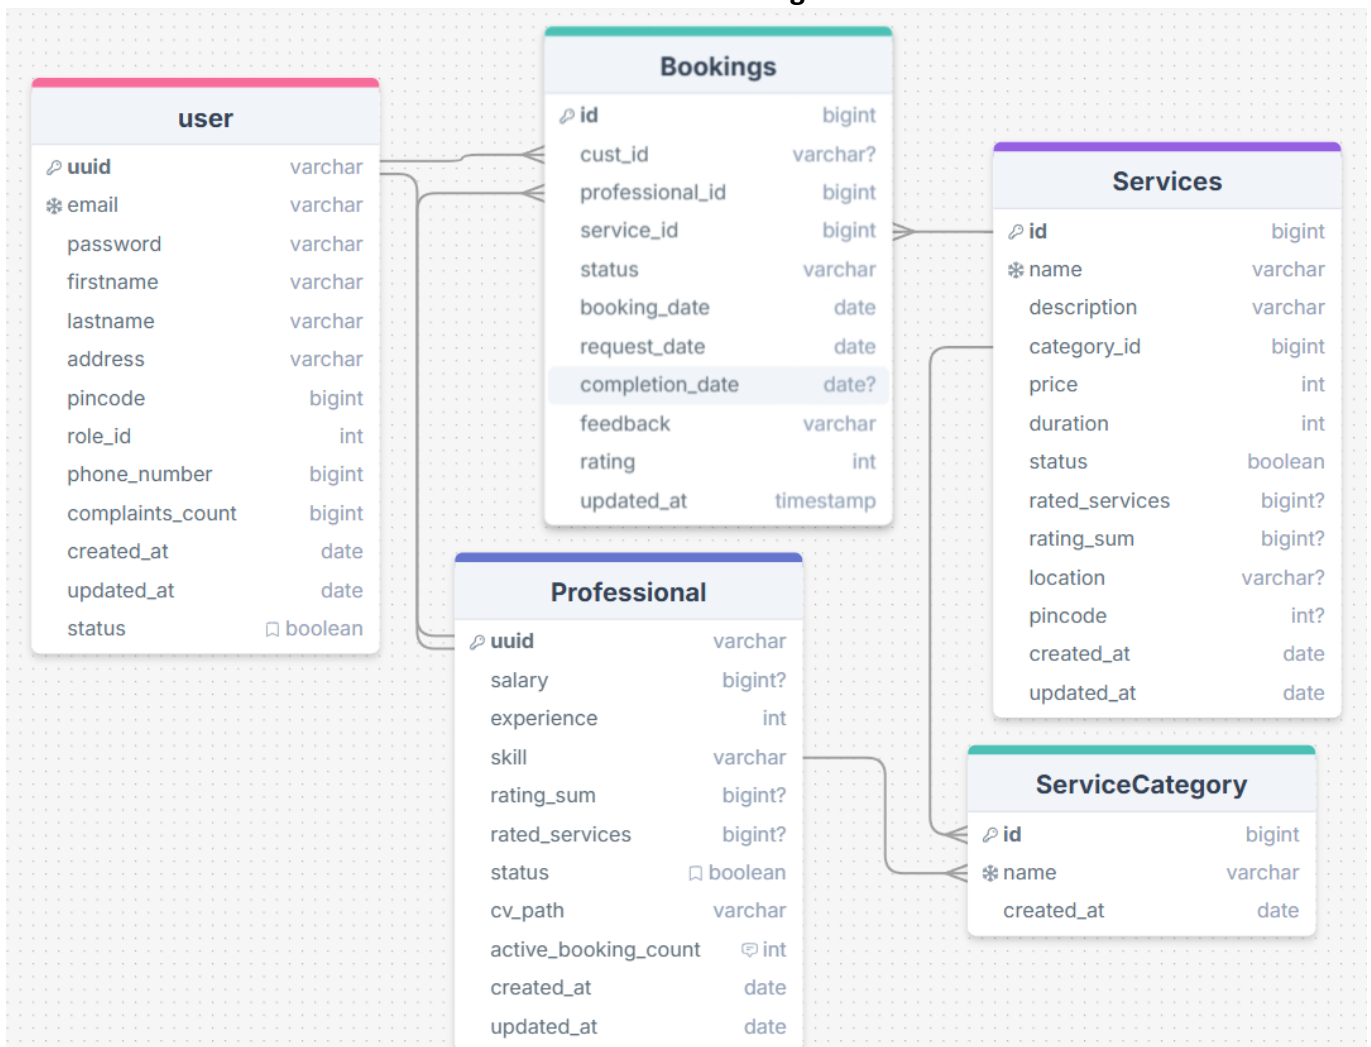 user
uuid varchar
email varchar
password varchar
firstname varchar
lastname varchar
address varchar
pincode bigint
role_id int
phone_number bigint
complaints_count bigint
created_at date
updated_at date
status boolean
Bookings
id bigint
cust_id varchar?
professional_id bigint
service_id bigint
status varchar
booking_date date
request_date date
completion_date date?
feedback varchar
rating int
updated_at timestamp
Services
id bigint
name varchar
description varchar
category_id bigint
price int
duration int
status boolean
rated_services bigint?
rating_sum bigint?
location varchar?
pincode int?
created_at date
updated_at date
Professional
uuid varchar
salary bigint?
experience int
skill varchar
rating_sum bigint?
rated_services bigint?
status boolean
cv_path varchar
active_booking_count int
created_at date
updated_at date
ServiceCategory
id bigint
name varchar
created_at date